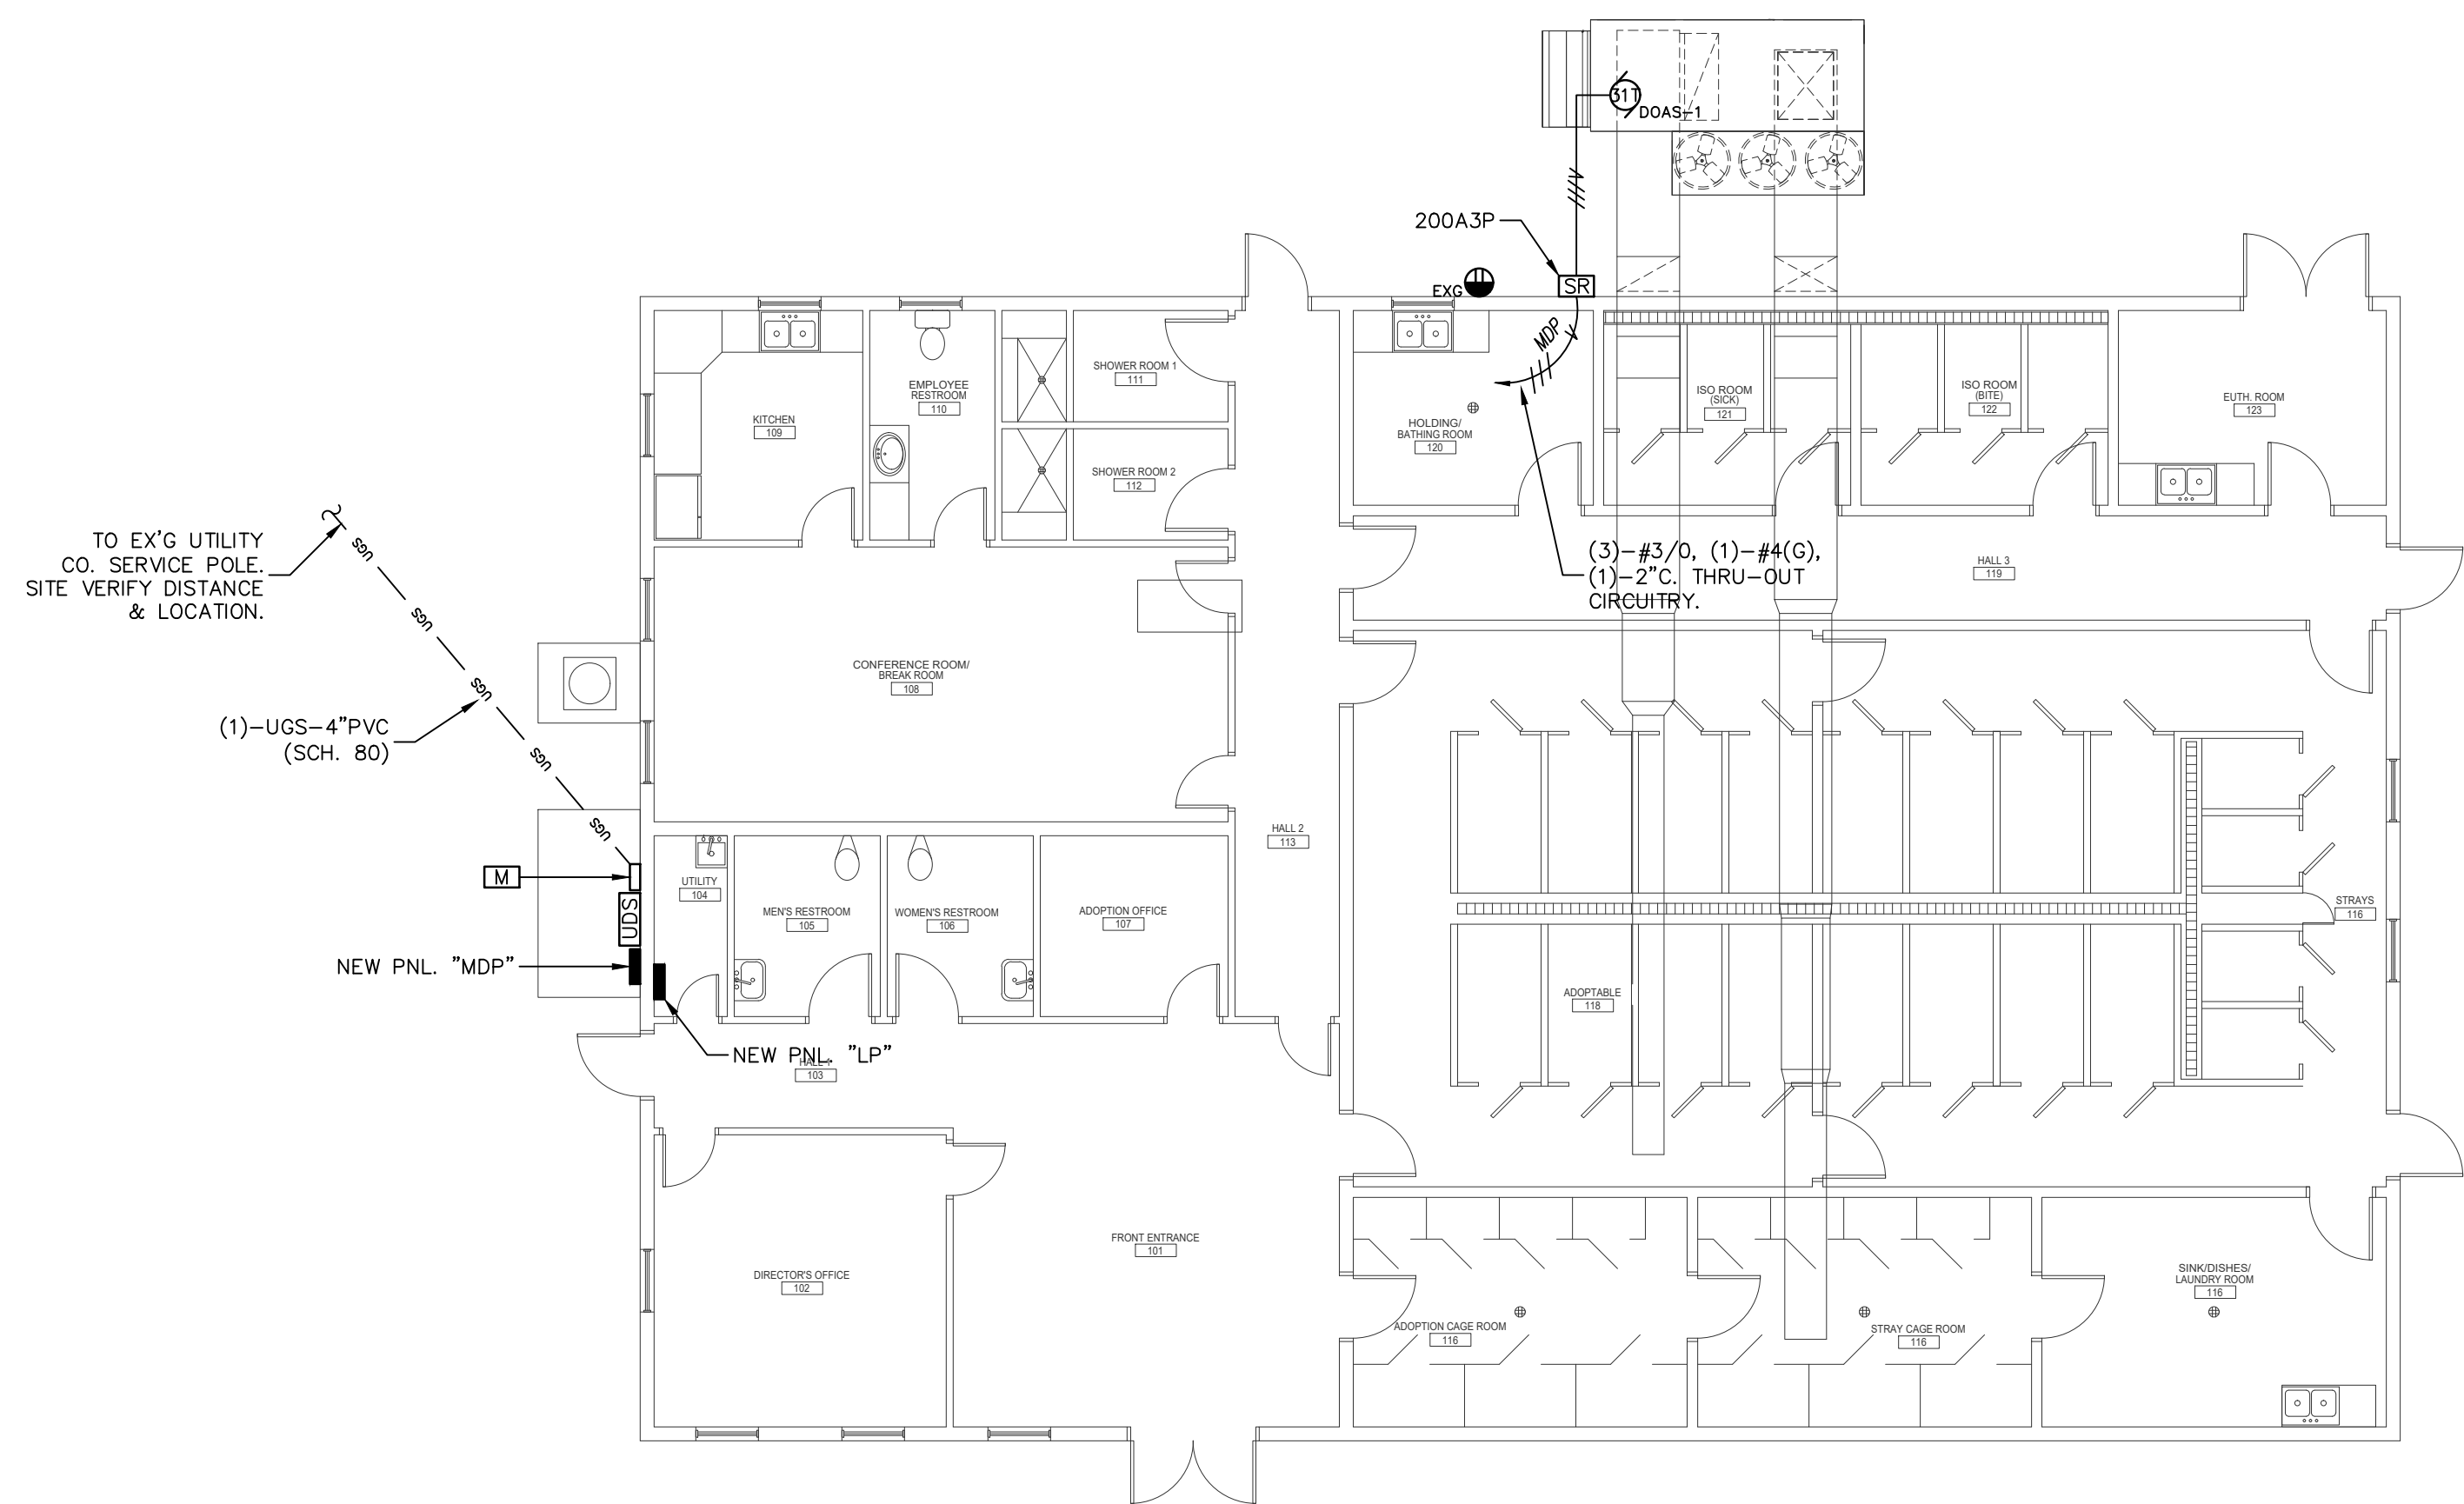 31T
DOAS-1
200A3P
SR
EXG
MDP
SHOWER ROOM 1
111
EMPLOYEE
RESTROOM
110
KITCHEN
109
ISO ROOM
(SICK)
121
ISO ROOM
(BITE)
122
EUTH. ROOM
123
HOLDING/
BATHING ROOM
120
SHOWER ROOM 2
112
TO EX'G UTILITY
CO. SERVICE POLE.
SITE VERIFY DISTANCE
& LOCATION.
UGS
UGS
UGS
UGS
UGS
(3)-#3/0, (1)-#4(G),
(1)-2"C. THRU-OUT
CIRCUITRY.
HALL 3
119
CONFERENCE ROOM/
BREAK ROOM
108
(1)-UGS-4"PVC
(SCH. 80)
HALL 2
113
M
UDS
UTILITY
104
MEN'S RESTROOM
105
WOMEN'S RESTROOM
106
ADOPTION OFFICE
107
STRAYS
116
NEW PNL. "MDP"
ADOPTABLE
118
NEW PNL. "LP"
HALL 1
103
FRONT ENTRANCE
101
DIRECTOR'S OFFICE
102
SINK/DISHES/
LAUNDRY ROOM
116
ADOPTION CAGE ROOM
116
STRAY CAGE ROOM
116